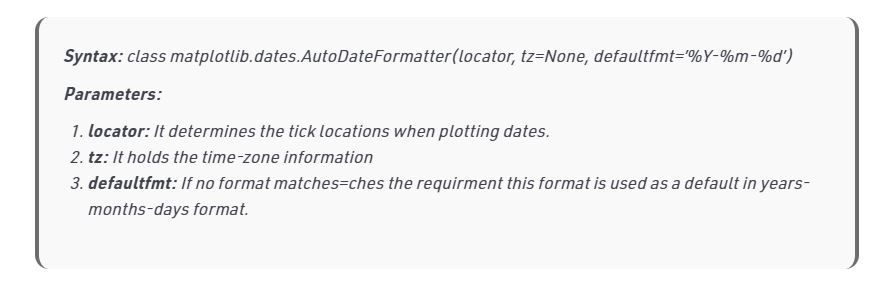 Syntax: class matplotlib.dates.AutoDateFormatter(locator, tz=None, defaultfmt='%Y-%m-%d')
Parameters:
1. locator: It determines the tick locations when plotting dates.
2. tz: It holds the time-zone information
3. defaultfmt: If no format matches=ches the requirment this format is used as a default in years-
months-days format.